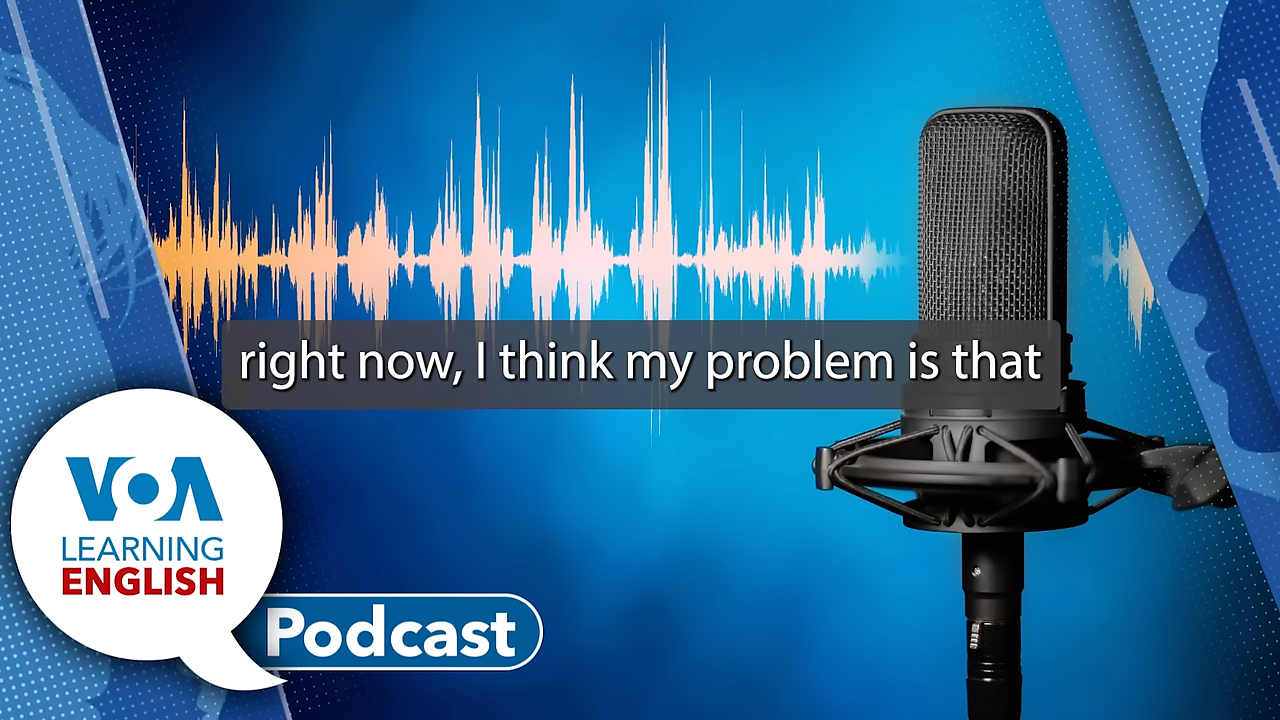 right now, I think my problem is that
VOA
LEARNING
ENGLISH
Podcast